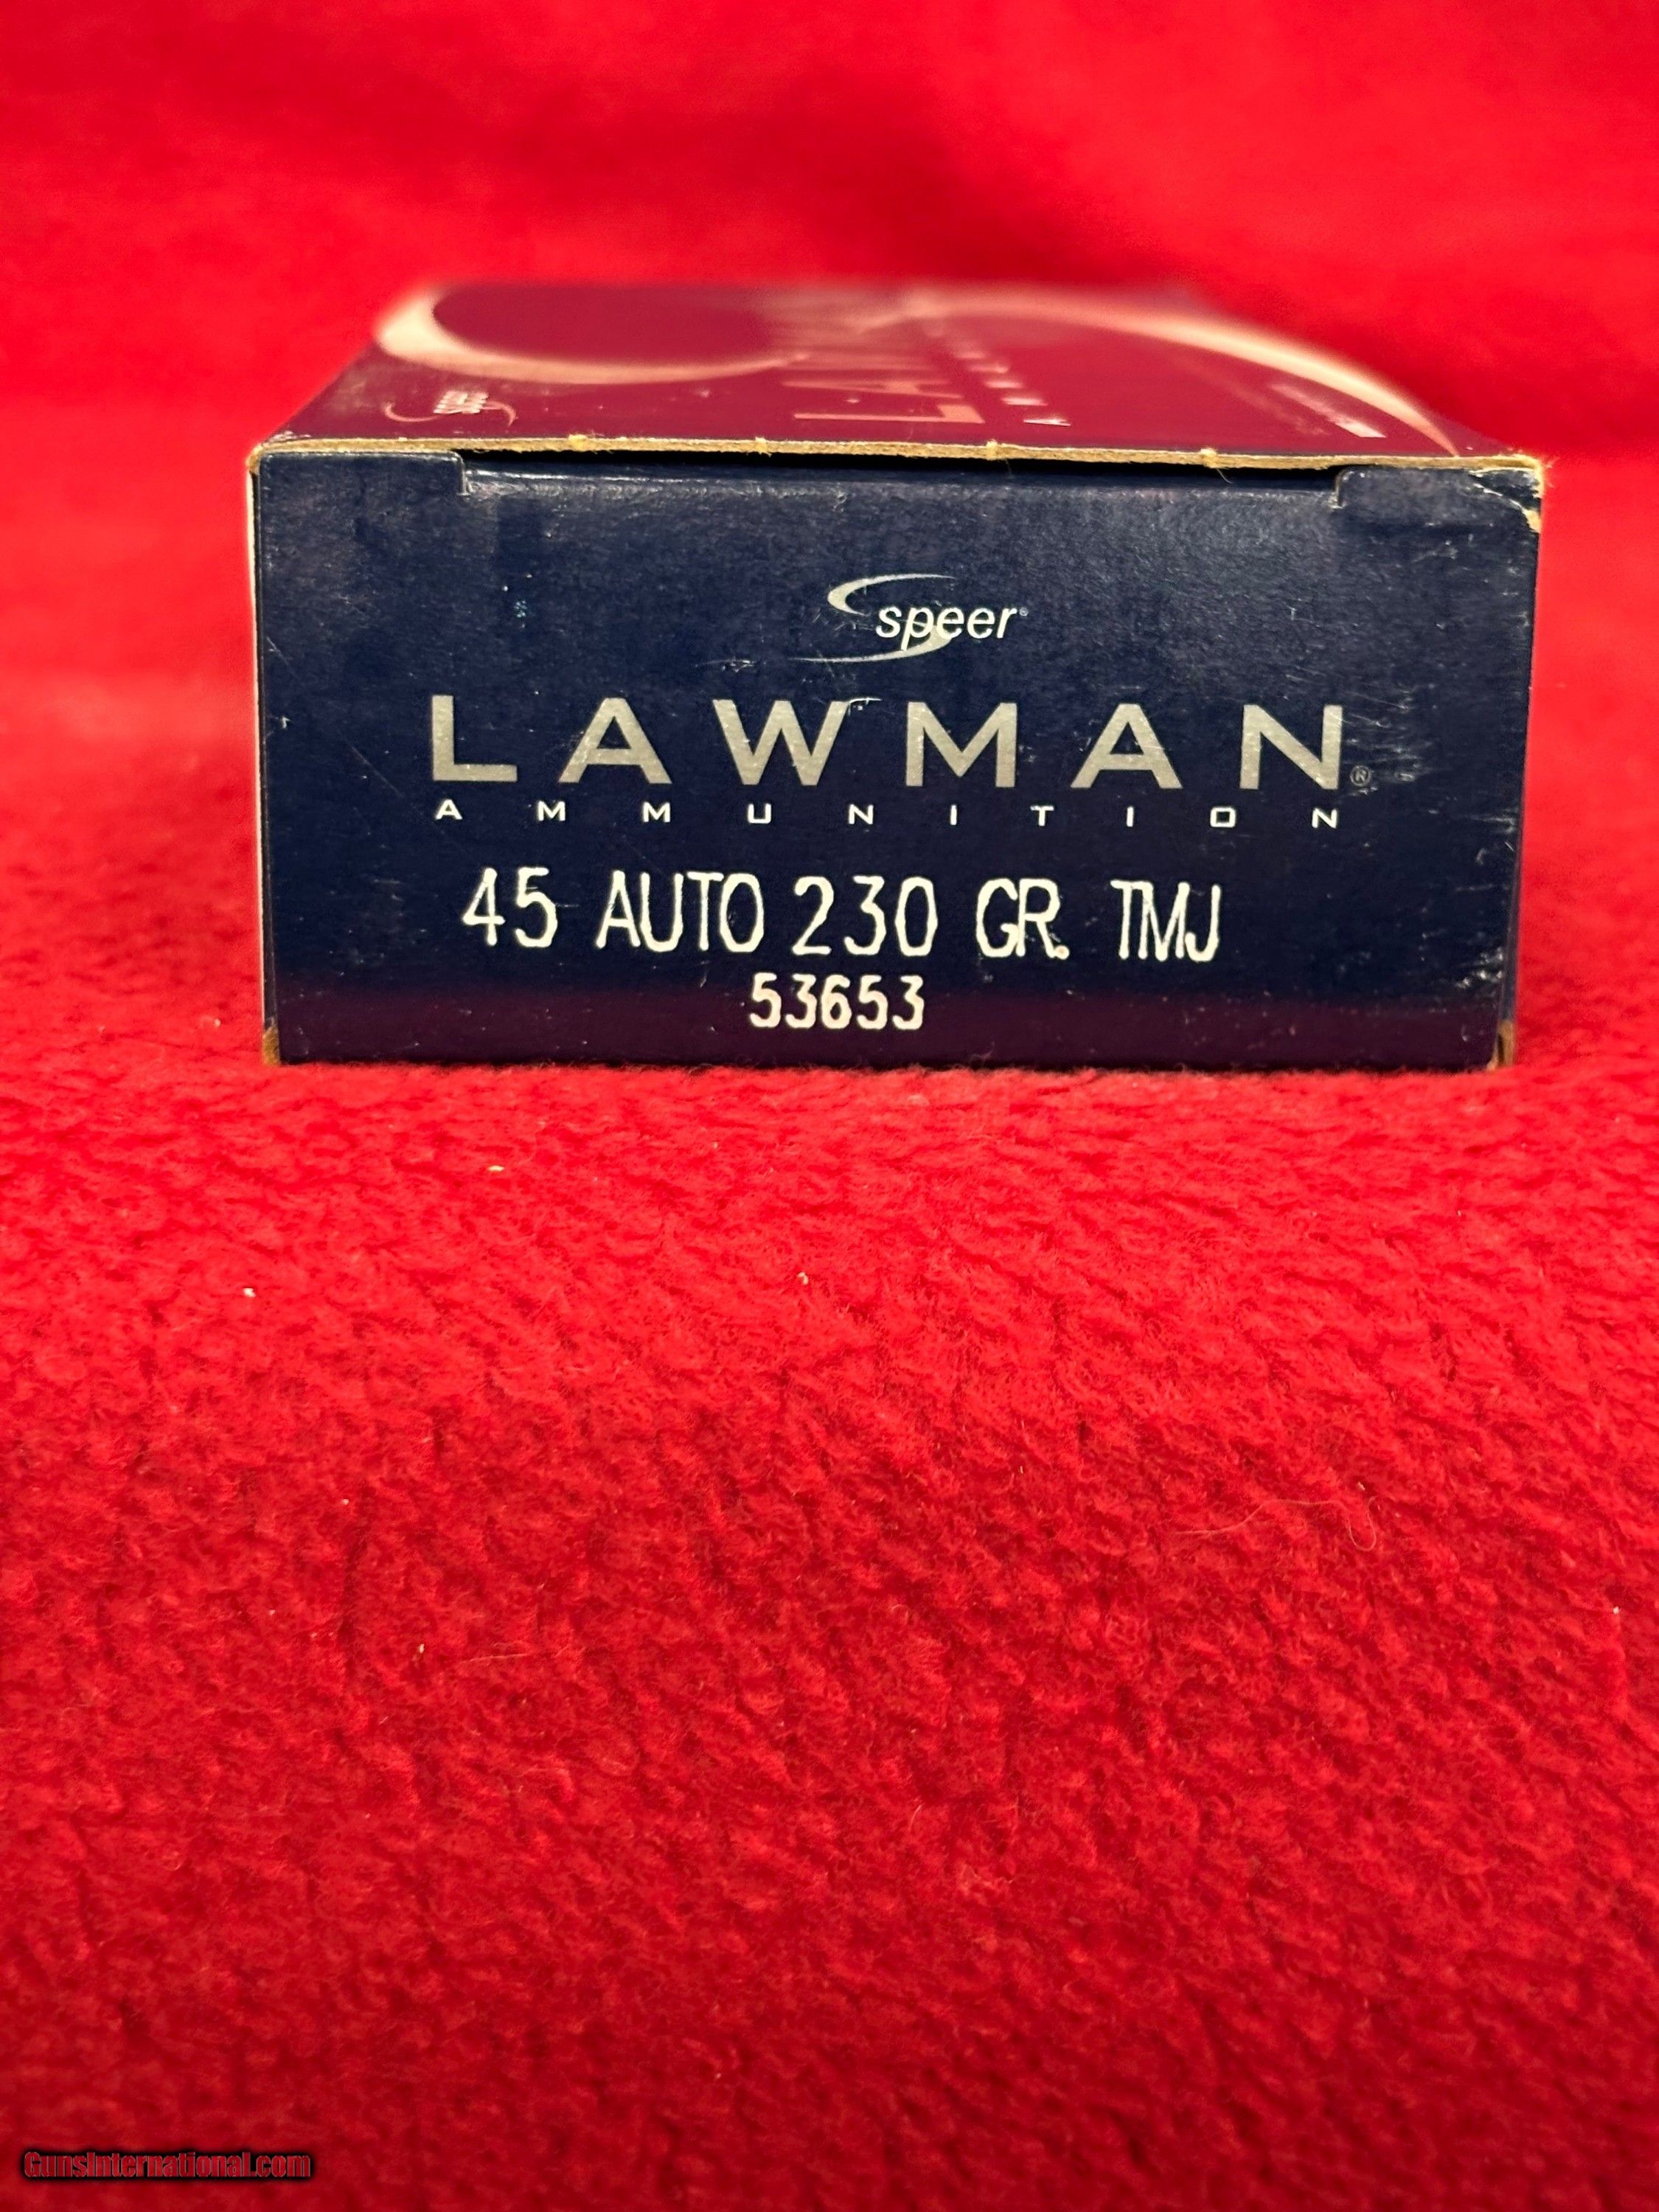 speer®
LAWMAN®
AMMUNITION
45 AUTO 230 GR. TMJ
53653
GunsInternational.com